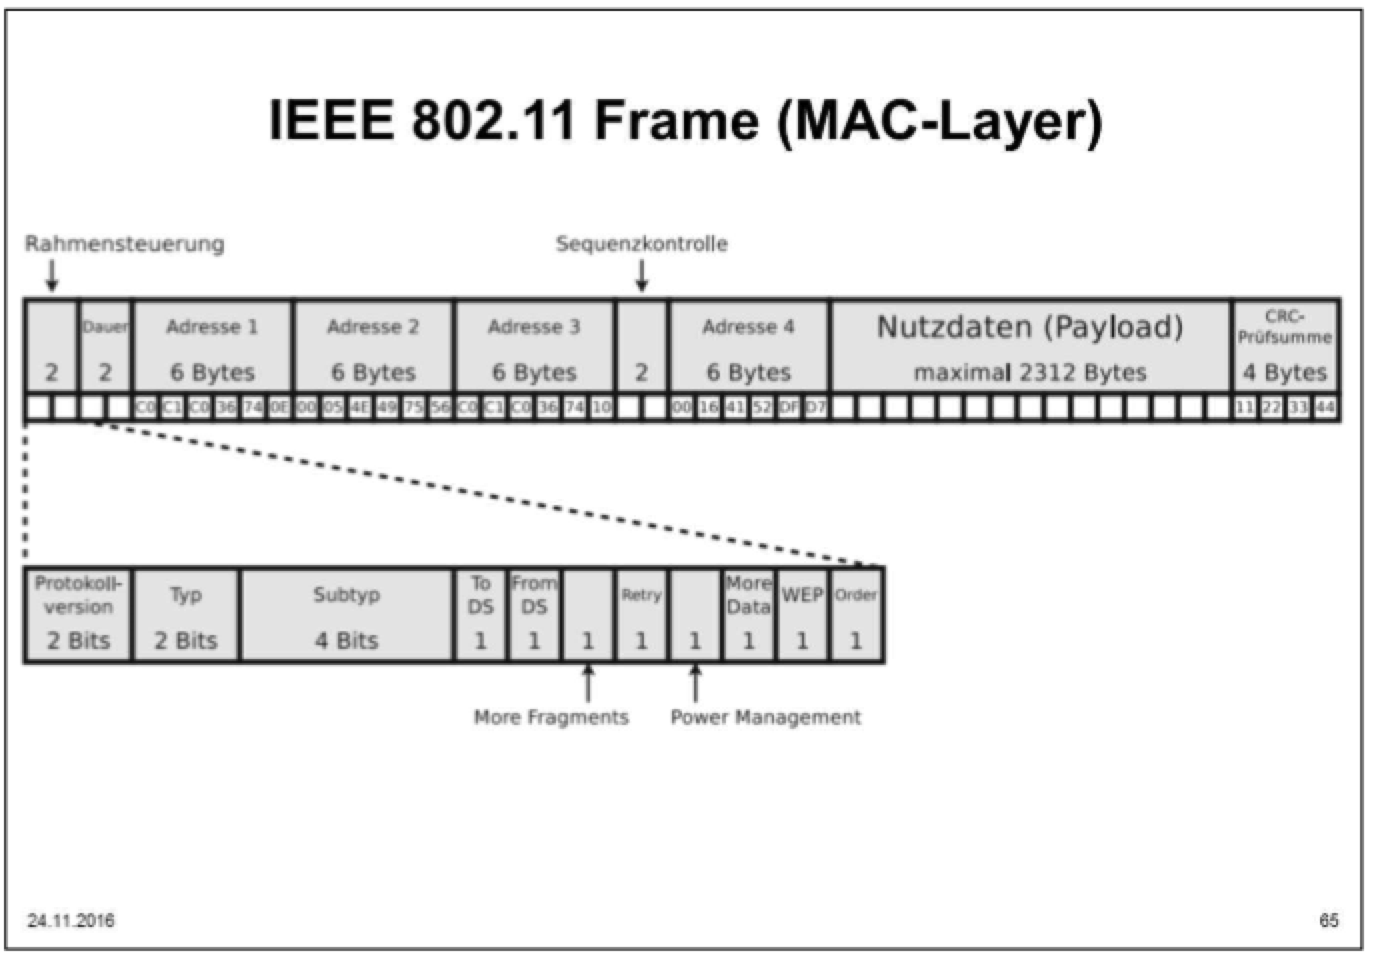 IEEE 802.11 Frame (MAC-Layer)
Rahmensteuerung
Sequenzkontrolle
Dauer
Adresse 1
Adresse 2
Adresse 3
Adresse 4
Nutzdaten (Payload)
CRC-
Prüfsumme
2
2
6 Bytes
6 Bytes
6 Bytes
2
6 Bytes
maximal 2312 Bytes
4 Bytes
C0 C1 C0 36 74 0E 00 05 4E 49 75 56 C0 C1 C0 36 74 10 00 16 41 52 DF D7 11 22 33 44
Protokoll-
version
2 Bits
Typ
2 Bits
Subtyp
4 Bits
To
DS
1
From
DS
1
1
Retry
1
1
More
Data
1
WEP
1
Order
1
More Fragments
Power Management
24.11.2016
65